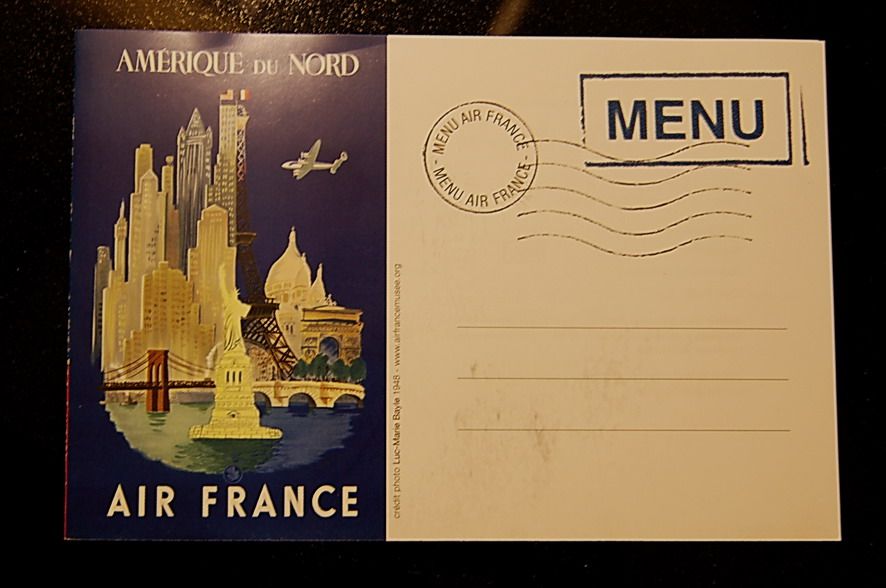 AMÉRIQUE DU NORD
AIR FRANCE
crédit photo Luc-Marie Bayle 1948 - www.airfrancemusee.org
- MENU AIR FRANCE -
MENU AIR FRANCE
MENU